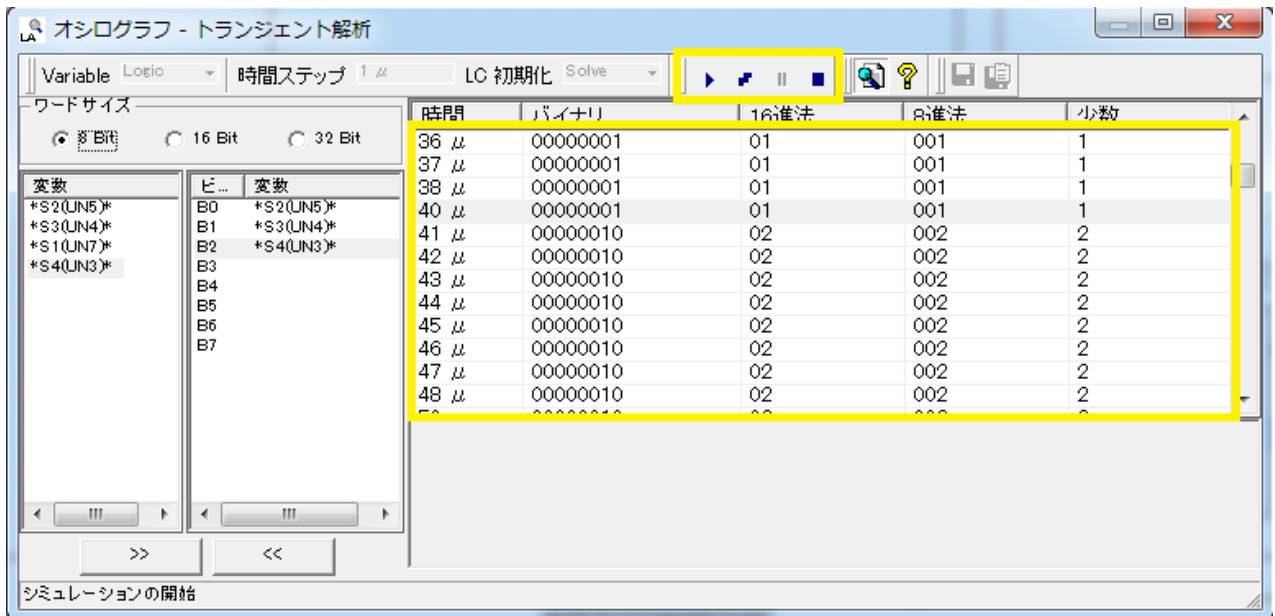 オシログラフ - トランジェント解析
Variable Logic 時間ステップ 1 μ LC 初期化 Solve
ワードサイズ
8 Bit 16 Bit 32 Bit
時間 バイナリ 16進法 8進法 少数
36 μ 00000001 01 001 1
37 μ 00000001 01 001 1
38 μ 00000001 01 001 1
40 μ 00000001 01 001 1
41 μ 00000010 02 002 2
42 μ 00000010 02 002 2
43 μ 00000010 02 002 2
44 μ 00000010 02 002 2
45 μ 00000010 02 002 2
46 μ 00000010 02 002 2
47 μ 00000010 02 002 2
48 μ 00000010 02 002 2
変数
*S2(UN5)*
*S3(UN4)*
*S1(UN7)*
*S4(UN3)*
ビ... 変数
B0 *S2(UN5)*
B1 *S3(UN4)*
B2 *S4(UN3)*
B3
B4
B5
B6
B7
>> <<
シミュレーションの開始